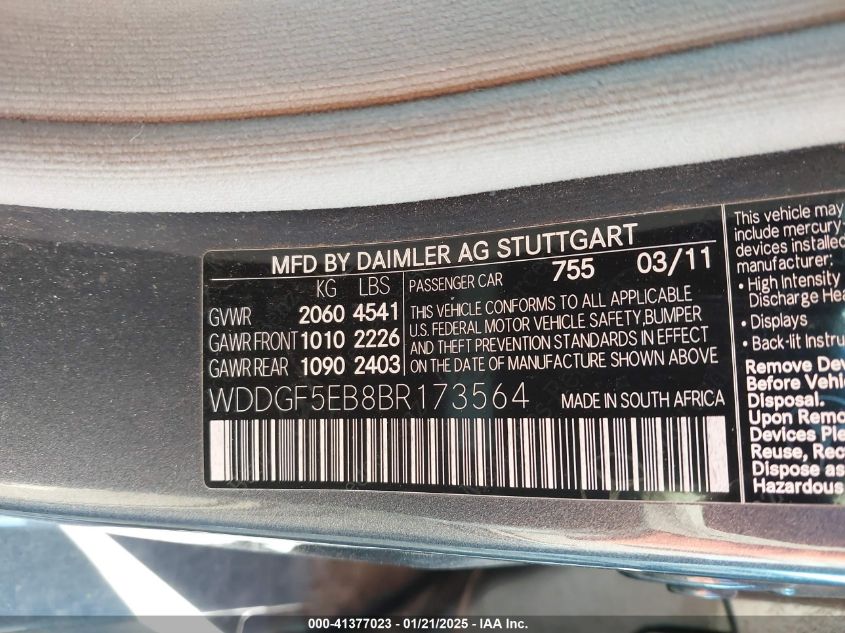 MFD BY DAIMLER AG STUTTGART
KG LBS
GVWR 2060 4541
GAWR FRONT 1010 2226
GAWR REAR 1090 2403
PASSENGER CAR 755 03/11
THIS VEHICLE CONFORMS TO ALL APPLICABLE
U.S. FEDERAL MOTOR VEHICLE SAFETY, BUMPER
AND THEFT PREVENTION STANDARDS IN EFFECT
ON THE DATE OF MANUFACTURE SHOWN ABOVE
WDDGF5EB8BR173564 MADE IN SOUTH AFRICA
This vehicle may
include mercury
devices installed
manufacturer:
• High Intensity
Discharge Hea
• Displays
• Back-lit Instru
Remove Dev
Before Vehi
Disposal.
Upon Remo
Devices Ple
Reuse, Rec
Dispose as
Hazardous
000-41377023 - 01/21/2025 - IAA Inc.